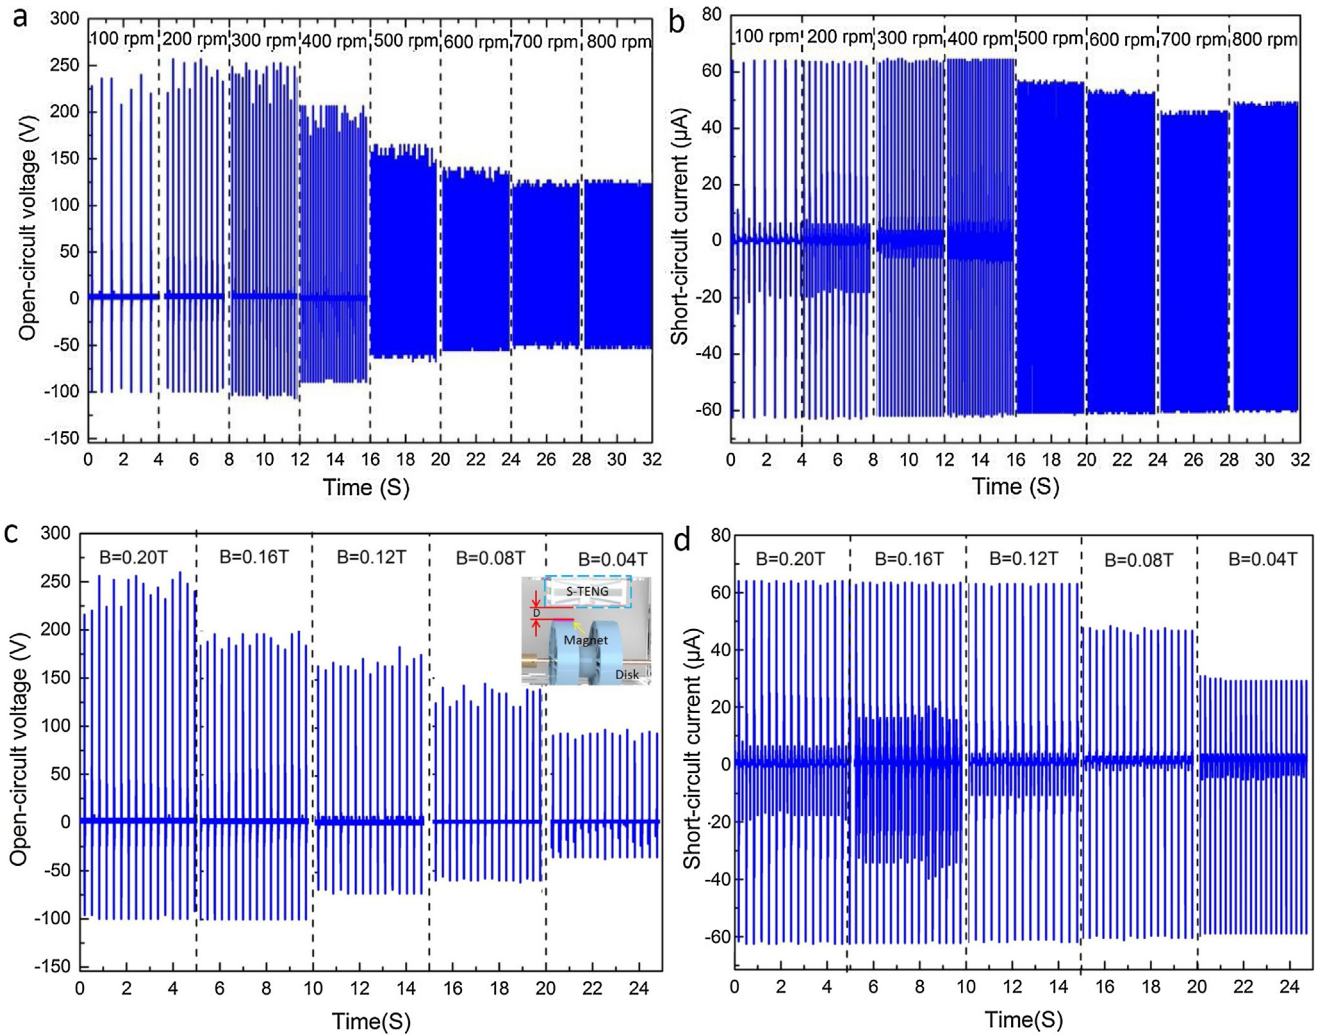 a
300
250
200
150
100
50
0
-50
-100
-150
Open-circult voltage (V)
100 rpm 200 rpm 300 rpm 400 rpm 500 rpm 600 rpm 700 rpm 800 rpm
0 2 4 6 8 10 12 14 16 18 20 22 24 26 28 30 32
Time (S)
b
80
60
40
20
0
-20
-40
-60
Short-circuit current (μA)
100 rpm 200 rpm 300 rpm 400 rpm 500 rpm 600 rpm 700 rpm 800 rpm
0 2 4 6 8 10 12 14 16 18 20 22 24 26 28 30 32
Time (S)
c
300
250
200
150
100
50
0
-50
-100
-150
Open-circuit voltage (V)
B=0.20T B=0.16T B=0.12T B=0.08T B=0.04T
S-TENG
D
Magnet
Disk
0 2 4 6 8 10 12 14 16 18 20 22 24
Time(S)
d
80
60
40
20
0
-20
-40
-60
Short-circuit current (μA)
B=0.20T B=0.16T B=0.12T B=0.08T B=0.04T
0 2 4 6 8 10 12 14 16 18 20 22 24
Time(S)